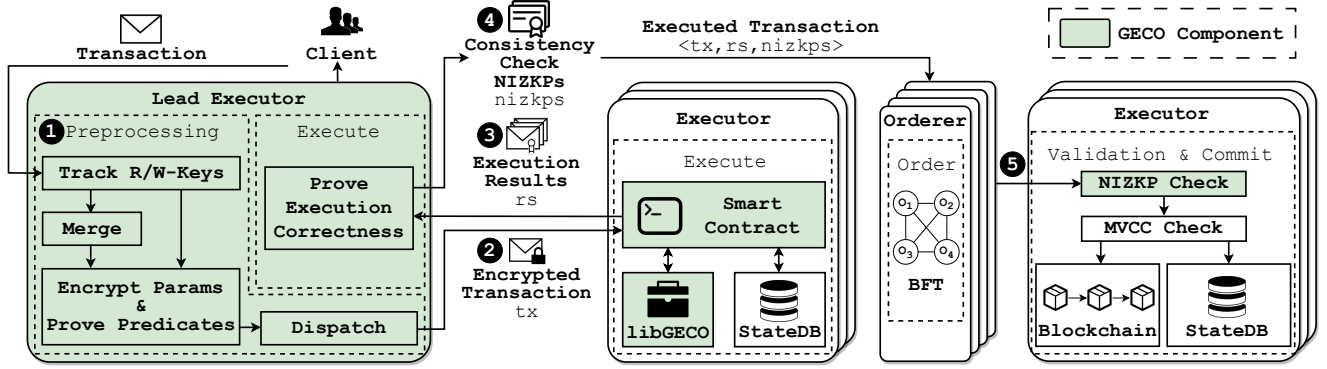 Transaction
Client
Lead Executor
1
Preprocessing
Track R/W-Keys
Merge
Encrypt Params
&
Prove Predicates
Dispatch
Execute
Prove
Execution
Correctness
4
Consistency
Check
NIZKPs
nizkps
3
Execution
Results
rs
2
Encrypted
Transaction
tx
Executed Transaction
<tx,rs,nizkps>
Executor
Execute
Smart
Contract
libGECO
StateDB
Orderer
Order
O1
O2
O3
O4
BFT
GECO Component
Executor
5
Validation & Commit
NIZKP Check
MVCC Check
Blockchain
StateDB